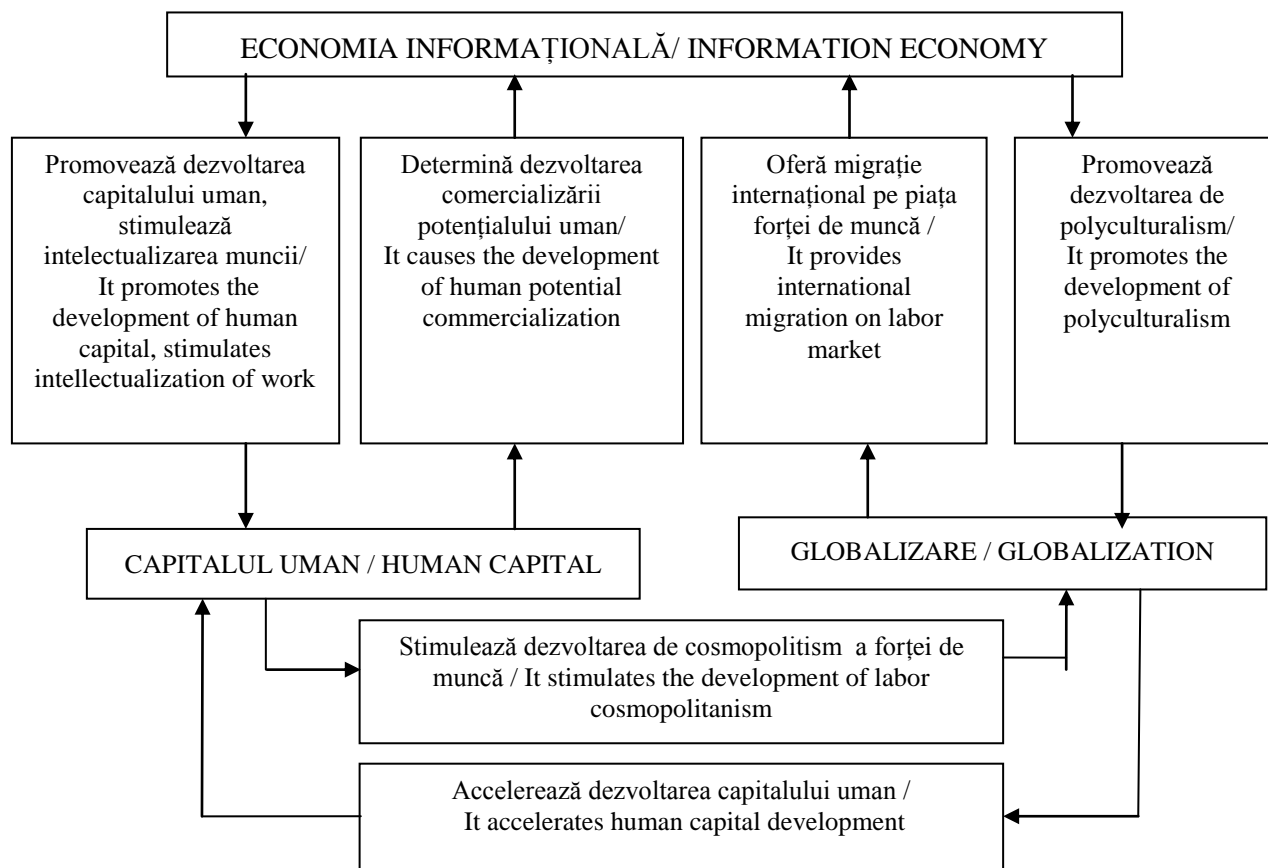 ECONOMIA INFORMAȚIONALĂ/ INFORMATION ECONOMY
Promovează dezvoltarea
capitalului uman,
stimulează
intelectualizarea muncii/
It promotes the
development of human
capital, stimulates
intellectualization of work
Determină dezvoltarea
comercializării
potențialului uman/
It causes the development
of human potential
commercialization
Oferă migrație
internațional pe piața
forței de muncă /
It provides
international
migration on labor
market
Promovează
dezvoltarea de
polyculturalism/
It promotes the
development of
polyculturalism
CAPITALUL UMAN / HUMAN CAPITAL
GLOBALIZARE / GLOBALIZATION
Stimulează dezvoltarea de cosmopolitism a forței de
muncă / It stimulates the development of labor
cosmopolitanism
Accelerează dezvoltarea capitalului uman /
It accelerates human capital development